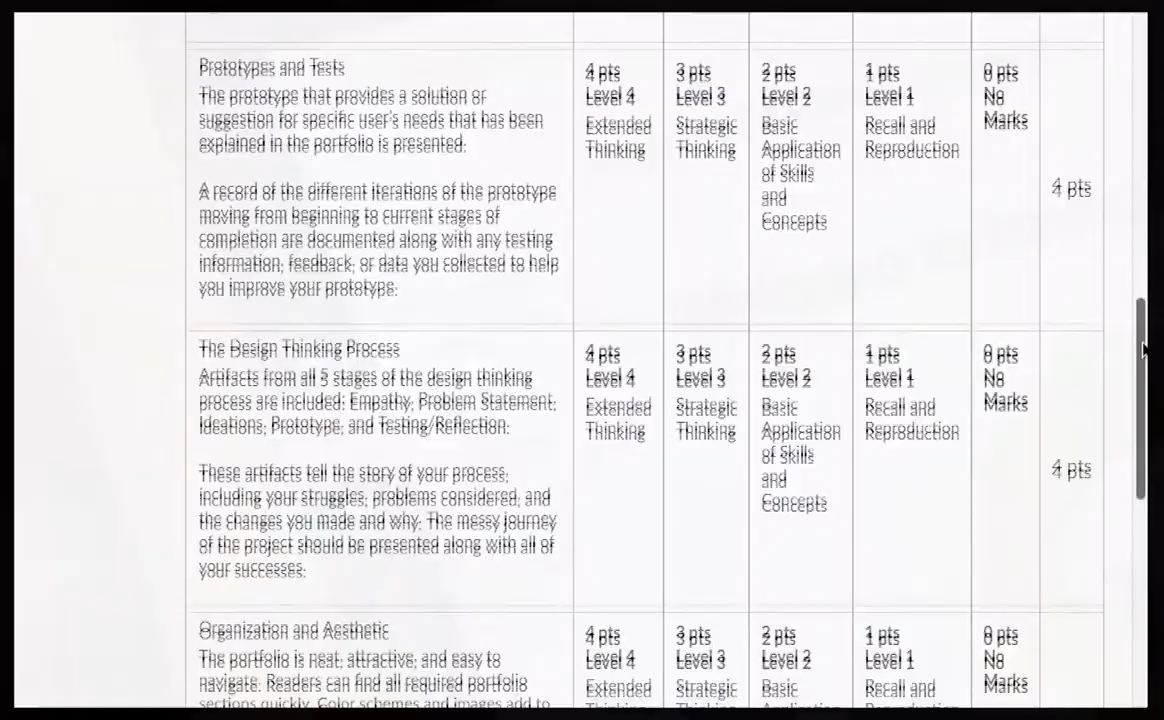 Prototypes and Tests
The prototype that provides a solution or
suggestion for specific user's needs that has been
explained in the portfolio is presented.
A record of the different iterations of the prototype
moving from beginning to current stages of
completion are documented along with any testing
information, feedback, or data you collected to help
you improve your prototype.
4 pts
Level 4
Extended
Thinking
3 pts
Level 3
Strategic
Thinking
2 pts
Level 2
Basic
Application
of Skills
and
Concepts
1 pts
Level 1
Recall and
Reproduction
0 pts
No
Marks
4 pts
The Design Thinking Process
Artifacts from all 5 stages of the design thinking
process are included: Empathy, Problem Statement,
Ideations, Prototype, and Testing/Reflection.
These artifacts tell the story of your process,
including your struggles, problems considered, and
the changes you made and why. The messy journey
of the project should be presented along with all of
your successes.
4 pts
Level 4
Extended
Thinking
3 pts
Level 3
Strategic
Thinking
2 pts
Level 2
Basic
Application
of Skills
and
Concepts
1 pts
Level 1
Recall and
Reproduction
0 pts
No
Marks
4 pts
Organization and Aesthetic
The portfolio is neat, attractive, and easy to
navigate. Readers can find all required portfolio
sections quickly. Color schemes and images add to
4 pts
Level 4
Extended
Thinking
3 pts
Level 3
Strategic
Thinking
2 pts
Level 2
Basic
Application
1 pts
Level 1
Recall and
Reproduction
0 pts
No
Marks